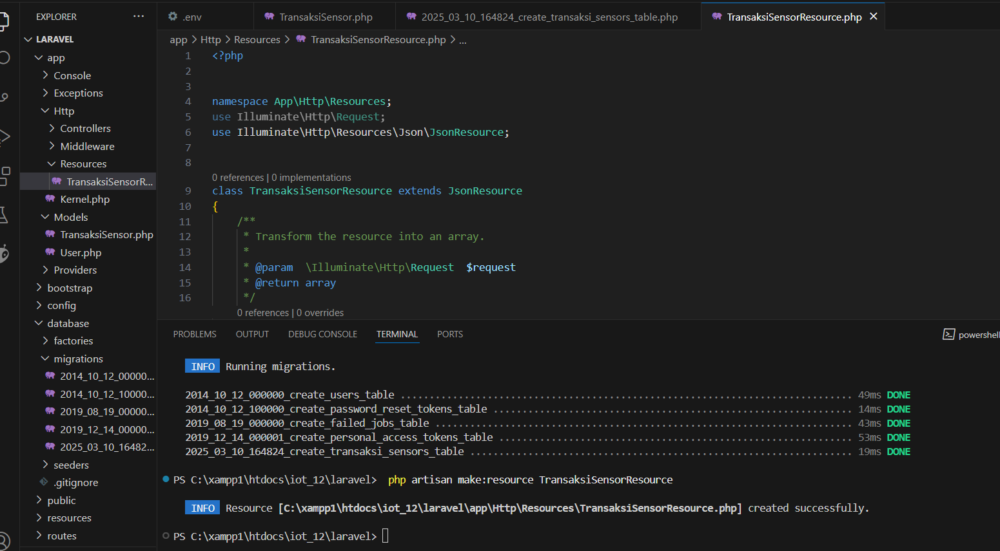 EXPLORER ...
LARAVEL
app
Console
Exceptions
Http
Controllers
Middleware
Resources
TransaksiSensorR...
Kernel.php
Models
TransaksiSensor.php
User.php
Providers
bootstrap
config
database
factories
migrations
2014_10_12_00000...
2014_10_12_10000...
2019_08_19_00000...
2019_12_14_00000...
2025_03_10_16482...
seeders
.gitignore
public
resources
routes
.env TransaksiSensor.php 2025_03_10_164824_create_transaksi_sensors_table.php TransaksiSensorResource.php
app > Http > Resources > TransaksiSensorResource.php > ...
1 <?php
2
3
4 namespace App\Http\Resources;
5 use Illuminate\Http\Request;
6 use Illuminate\Http\Resources\Json\JsonResource;
7
8
0 references | 0 implementations
9 class TransaksiSensorResource extends JsonResource
10 {
11 /**
12 * Transform the resource into an array.
13 *
14 * @param \Illuminate\Http\Request $request
15 * @return array
16 */
0 references | 0 overrides
PROBLEMS OUTPUT DEBUG CONSOLE TERMINAL PORTS powershell
INFO Running migrations.
2014_10_12_000000_create_users_table ........................................................................ 49ms DONE
2014_10_12_100000_create_password_reset_tokens_table ......................................................... 14ms DONE
2019_08_19_000000_create_failed_jobs_table ................................................................... 43ms DONE
2019_12_14_000001_create_personal_access_tokens_table ........................................................ 53ms DONE
2025_03_10_164824_create_transaksi_sensors_table ............................................................. 19ms DONE
PS C:\xampp1\htdocs\iot_12\laravel> php artisan make:resource TransaksiSensorResource
INFO Resource [C:\xampp1\htdocs\iot_12\laravel\app\Http\Resources\TransaksiSensorResource.php] created successfully.
PS C:\xampp1\htdocs\iot_12\laravel>